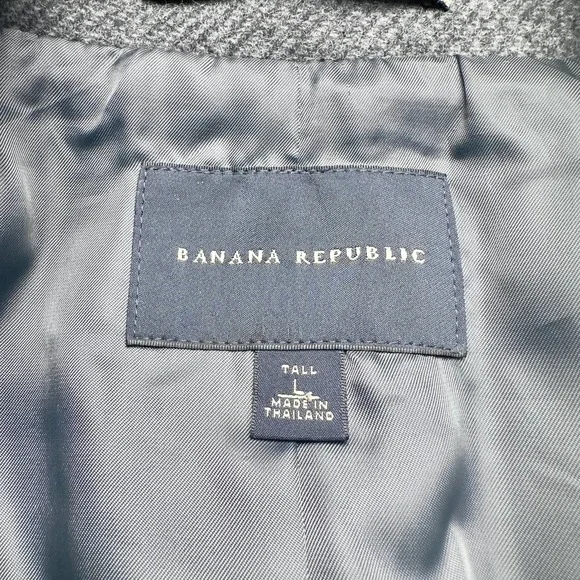 BANANA REPUBLIC
TALL
L
MADE IN
THAILAND